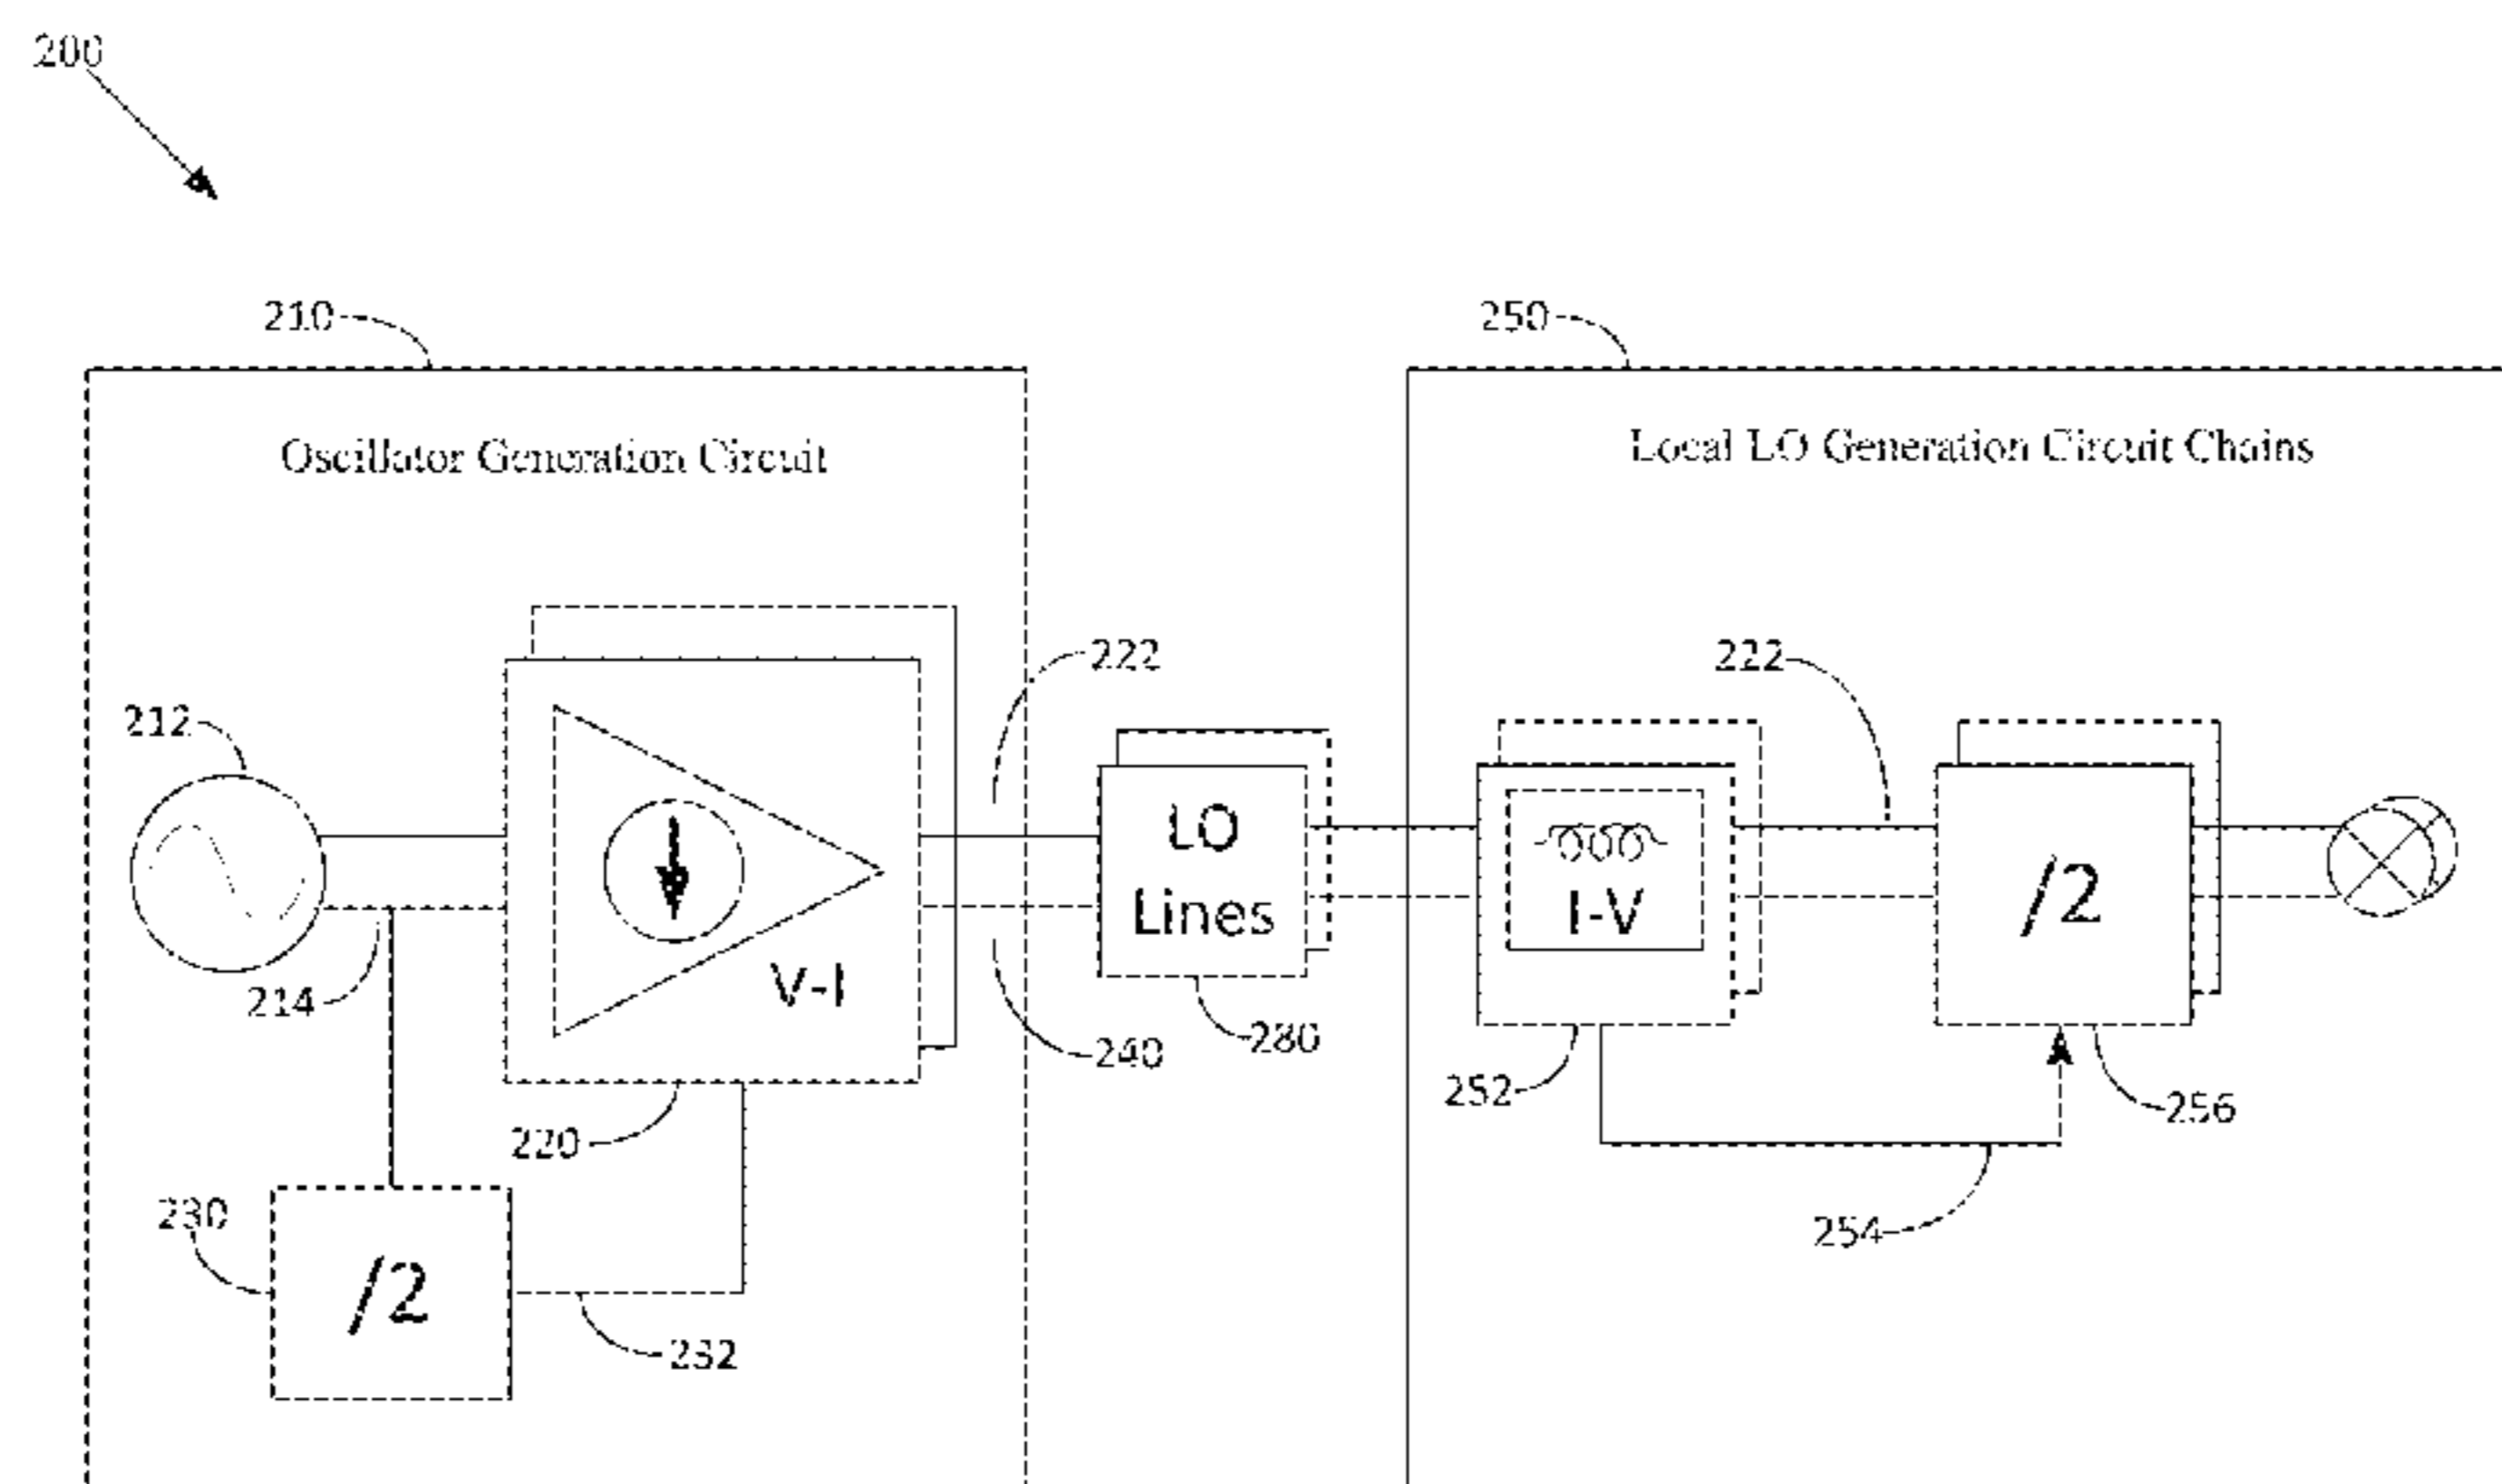 200
210
250
Oscillator Generation Circuit
Local LO Generation Circuit Chains
222
222
212
LO
Lines
I-V
/2
V-I
214
240
280
252
256
220
254
230
/2
232